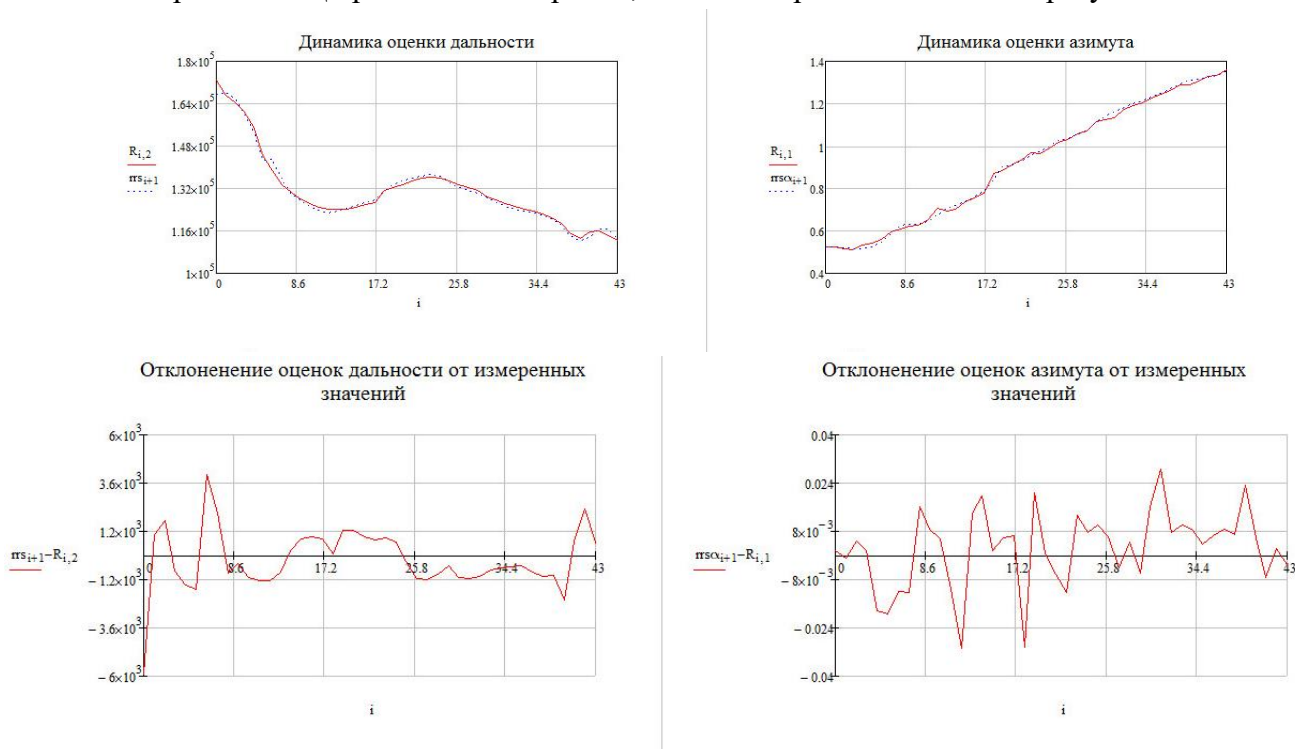 Динамика оценки дальности
1.8×10^5
1.64×10^5
1.48×10^5
1.32×10^5
1.16×10^5
1×10^5
R_{i,2}
rrs_{i+1}
0 8.6 17.2 25.8 34.4 43
i
Динамика оценки азимута
1.4
1.2
1
0.8
0.6
0.4
R_{i,1}
rrsα_{i+1}
0 8.6 17.2 25.8 34.4 43
i
Отклоненение оценок дальности от измеренных
значений
6×10^3
3.6×10^3
1.2×10^3
−1.2×10^3
−3.6×10^3
−6×10^3
rrs_{i+1}−R_{i,2}
0 8.6 17.2 25.8 34.4 43
i
Отклоненение оценок азимута от измеренных
значений
0.04
0.024
8×10^{-3}
−8×10^{-3}
−0.024
−0.04
rrsα_{i+1}−R_{i,1}
0 8.6 17.2 25.8 34.4 43
i